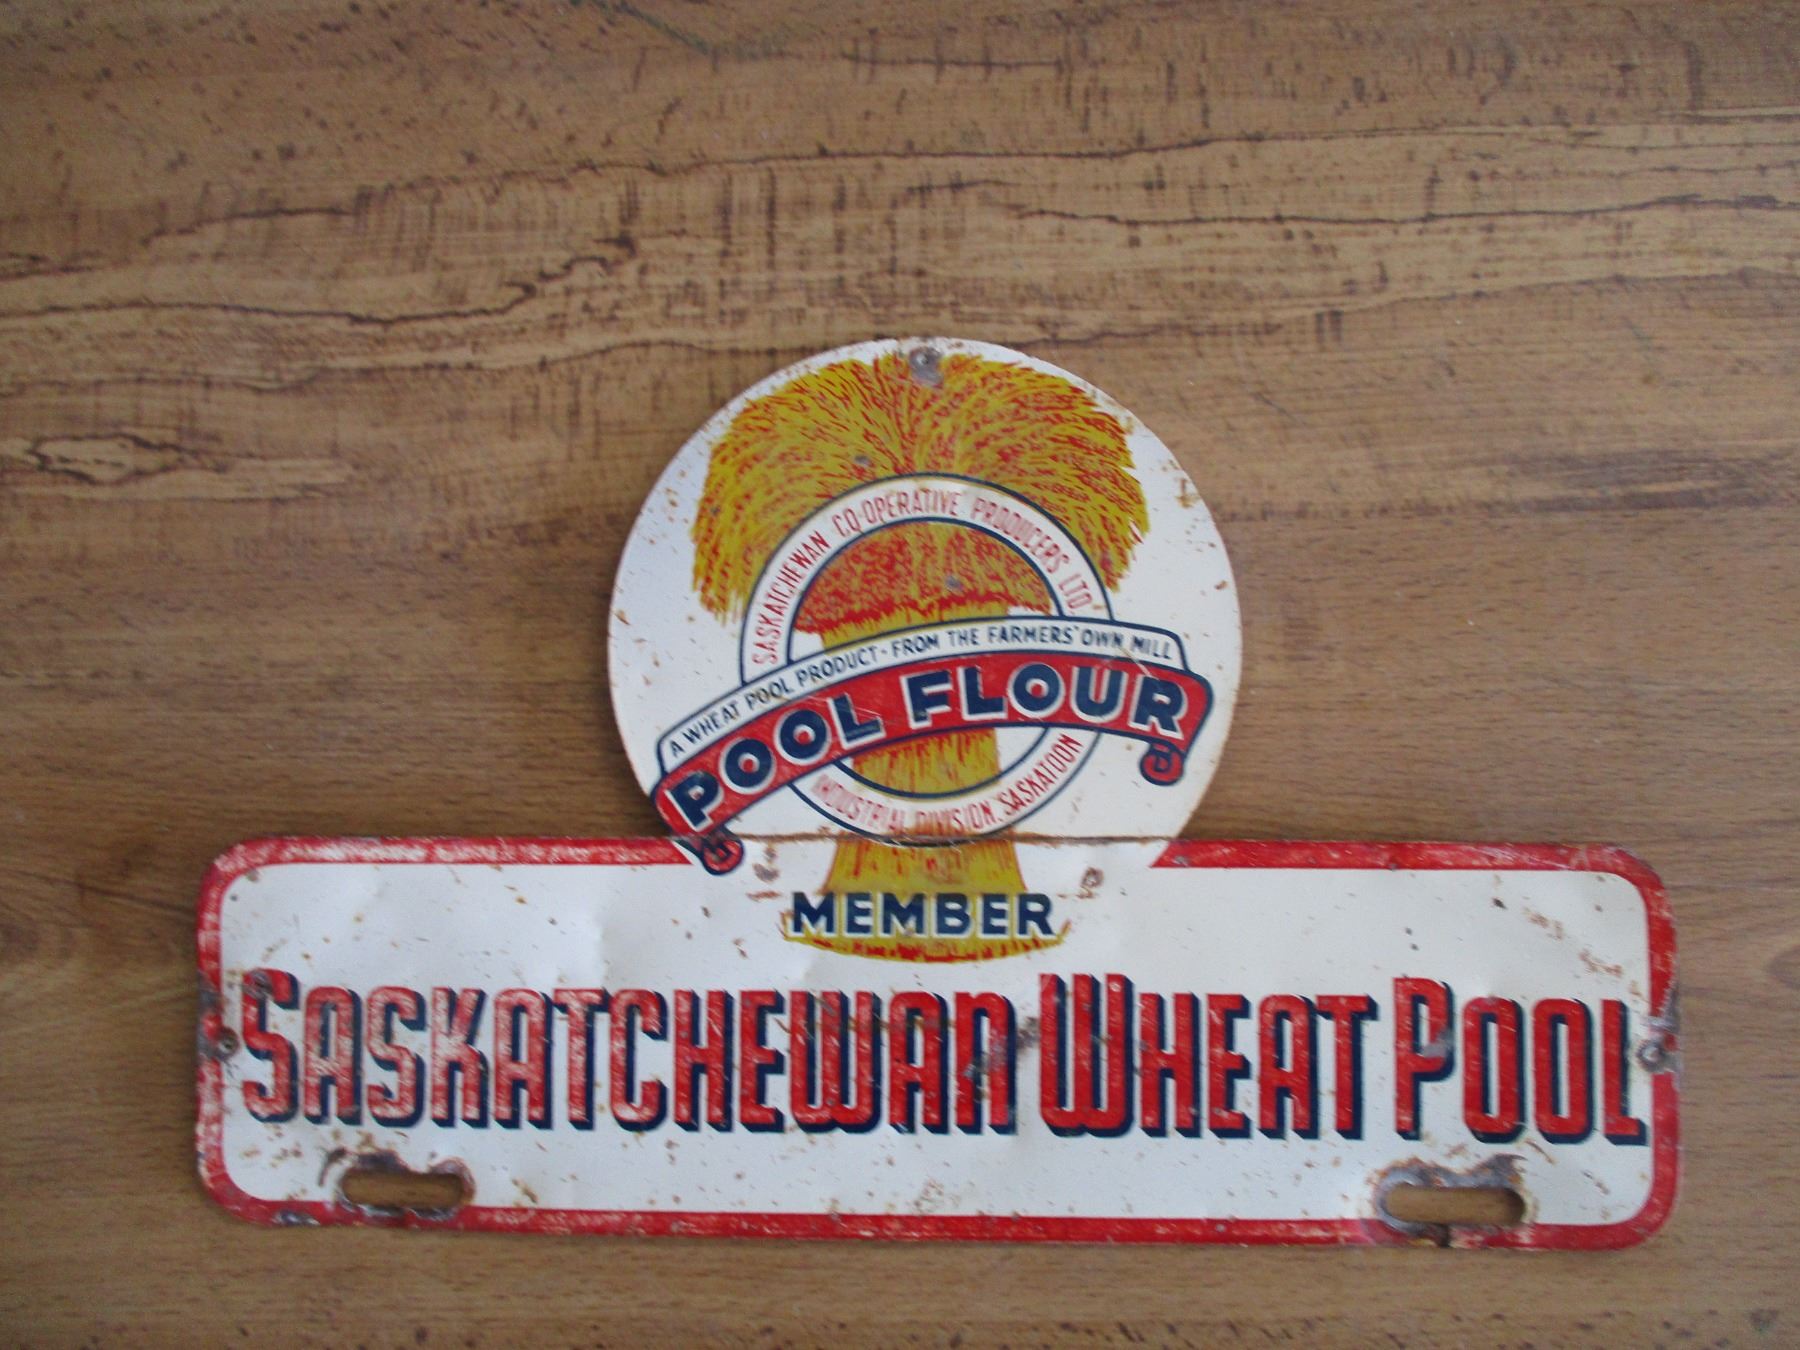 SASKATCHEWAN CO-OPERATIVE PRODUCERS LTD.
A WHEAT POOL PRODUCT - FROM THE FARMERS' OWN MILL
POOL FLOUR
INDUSTRIAL DIVISION, SASKATOON
MEMBER
SASKATCHEWAN WHEAT POOL